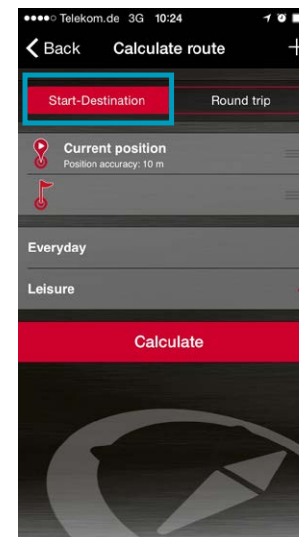 Telekom.de 3G 10:24
Back Calculate route +
Start-Destination Round trip
Current position
Position accuracy: 10 m
Everyday
Leisure
Calculate